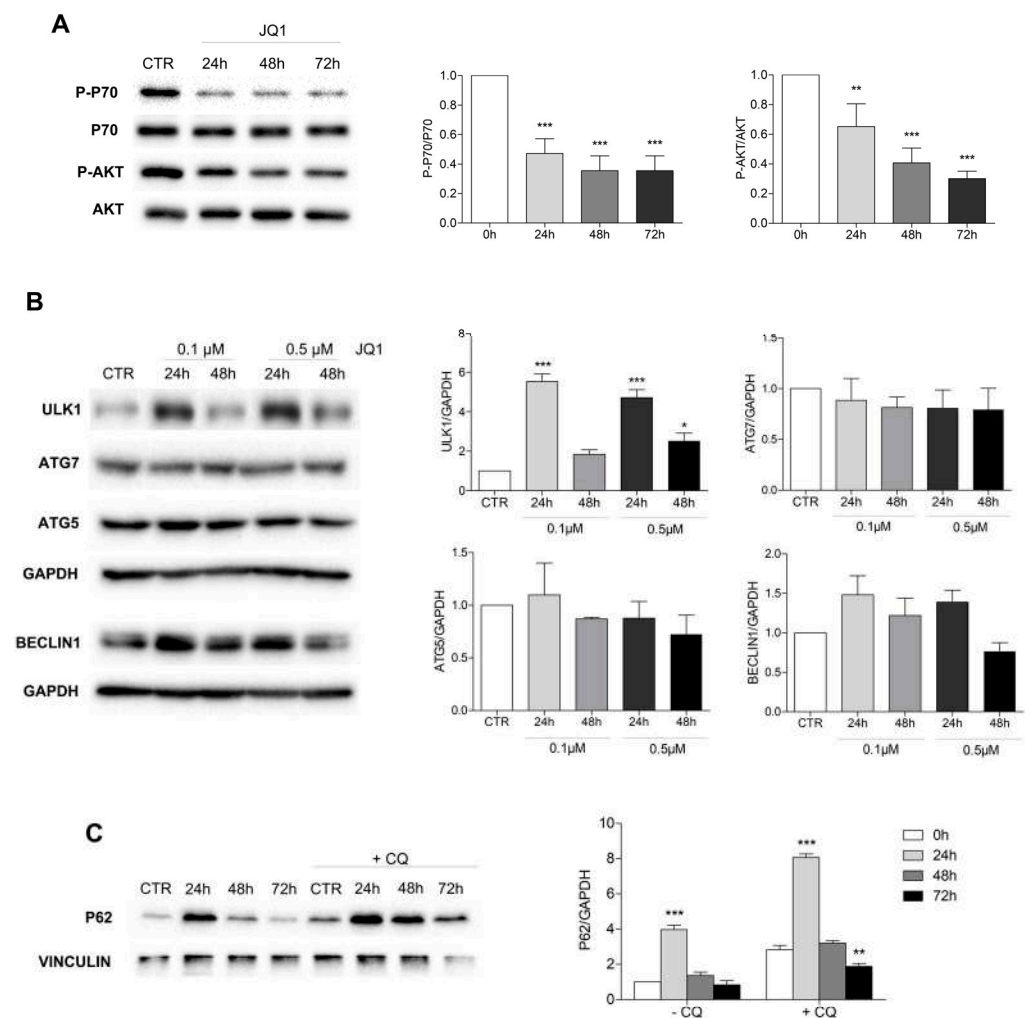 A
JQ1
CTR 24h 48h 72h
P-P70
P70
P-AKT
AKT
P-P70/P70
1.0
0.8
0.6
0.4
0.2
0.0
*** *** ***
0h 24h 48h 72h
P-AKT/AKT
1.0
0.8
0.6
0.4
0.2
0.0
** *** ***
0h 24h 48h 72h
B
0.1 µM 0.5 µM JQ1
CTR 24h 48h 24h 48h
ULK1
ATG7
ATG5
GAPDH
BECLIN1
GAPDH
ULK1/GAPDH
8
6
4
2
0
*** *** *
CTR 24h 48h 24h 48h
0.1µM 0.5µM
ATG7/GAPDH
1.5
1.0
0.5
0.0
CTR 24h 48h 24h 48h
0.1µM 0.5µM
ATG5/GAPDH
1.5
1.0
0.5
0.0
CTR 24h 48h 24h 48h
0.1µM 0.5µM
BECLIN1/GAPDH
2.0
1.5
1.0
0.5
0.0
CTR 24h 48h 24h 48h
0.1µM 0.5µM
C
+ CQ
CTR 24h 48h 72h CTR 24h 48h 72h
P62
VINCULIN
P62/GAPDH
10
8
6
4
2
0
*** *** **
- CQ + CQ
0h
24h
48h
72h